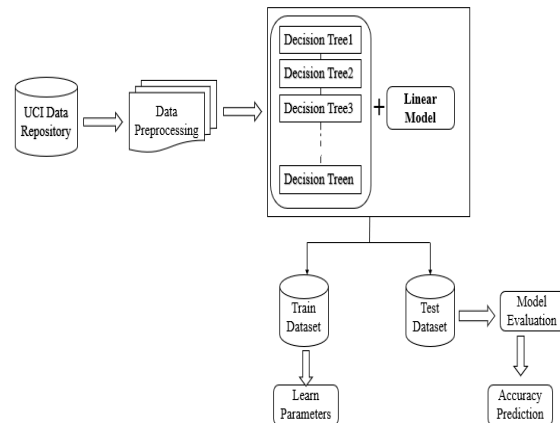 Decision Tree1
Decision Tree2
Decision Tree3
Decision Treen
+
Linear
Model
UCI Data
Repository
Data
Preprocessing
Train
Dataset
Test
Dataset
Model
Evaluation
Learn
Parameters
Accuracy
Prediction